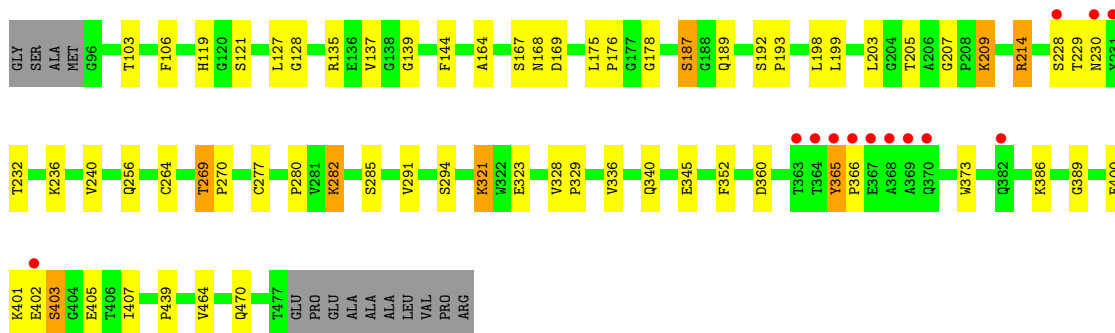 GLY SER ALA MET G96 T103 F106 H119 G120 S121 L127 G128 R135 E136 V137 G138 G139 F144 A164 S167 N168 D169 L175 P176 G177 G178 S187 G188 Q189 S192 P193 L198 L199 L203 G204 T205 A206 G207 P208 K209 R214 S228 T229 N230 Y231
T232 K236 V240 Q256 C264 T269 P270 C277 P280 V281 K282 S285 V291 S294 K321 W322 E323 V328 P329 V336 Q340 E345 F352 D360 T363 T364 Y365 P366 E367 A368 A369 Q370 W373 Q382 K386 G389 E400
K401 E402 S403 G404 E405 T406 I407 P439 V464 Q470 T477 GLU PRO GLU ALA ALA ALA LEU VAL PRO ARG